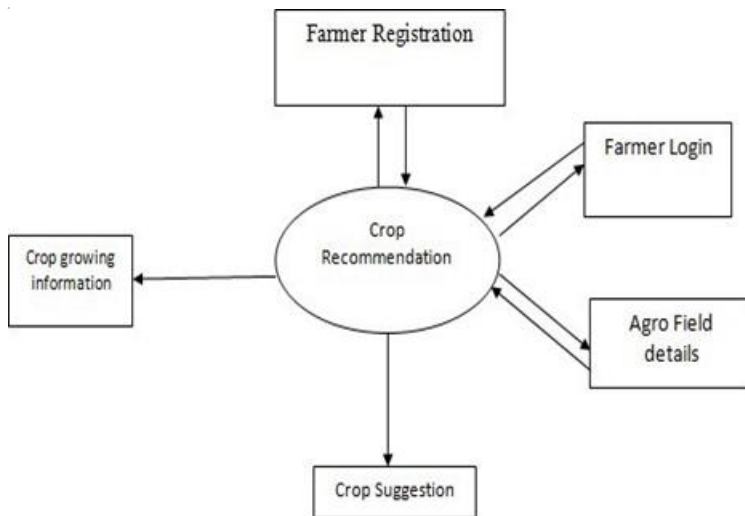 Farmer Registration
Farmer Login
Crop
Recommendation
Crop growing
information
Agro Field
details
Crop Suggestion